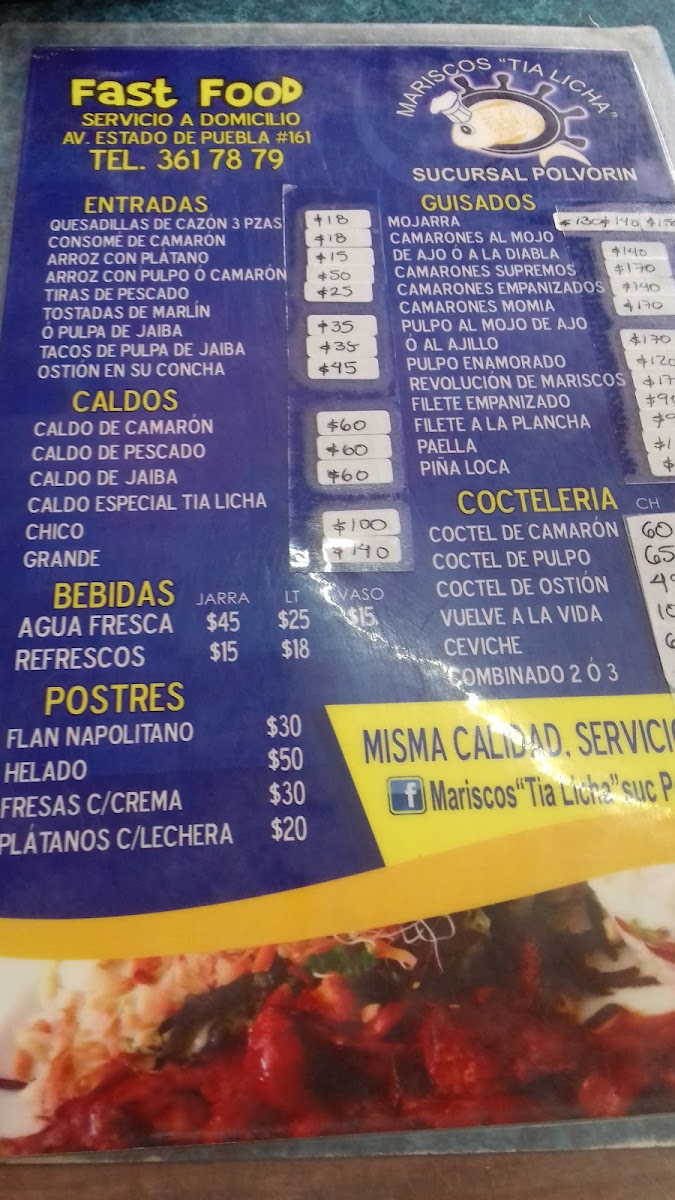 Fast Food
SERVICIO A DOMICILIO
AV. ESTADO DE PUEBLA #161
TEL. 361 78 79
MARISCOS "TIA LICHA"
SUCURSAL POLVORIN
ENTRADAS
QUESADILLAS DE CAZÓN 3 PZAS $18
CONSOMÉ DE CAMARÓN $18
ARROZ CON PLÁTANO $15
ARROZ CON PULPO Ó CAMARÓN $50
TIRAS DE PESCADO $25
TOSTADAS DE MARLÍN
Ó PULPA DE JAIBA $35
TACOS DE PULPA DE JAIBA $35
OSTIÓN EN SU CONCHA $45
CALDOS
CALDO DE CAMARÓN $60
CALDO DE PESCADO $60
CALDO DE JAIBA $60
CALDO ESPECIAL TIA LICHA
CHICO $100
GRANDE $140
BEBIDAS JARRA LT VASO
AGUA FRESCA $45 $25 $15
REFRESCOS $15 $18
POSTRES
FLAN NAPOLITANO $30
HELADO $50
FRESAS C/CREMA $30
PLÁTANOS C/LECHERA $20
GUISADOS
MOJARRA $130 $140
CAMARONES AL MOJO
DE AJO Ó A LA DIABLA $140
CAMARONES SUPREMOS $170
CAMARONES EMPANIZADOS $140
CAMARONES MOMIA $170
PULPO AL MOJO DE AJO
Ó AL AJILLO $170
PULPO ENAMORADO
REVOLUCIÓN DE MARISCOS
FILETE EMPANIZADO
FILETE A LA PLANCHA
PAELLA
PIÑA LOCA
COCTELERIA CH
COCTEL DE CAMARÓN 60
COCTEL DE PULPO 65
COCTEL DE OSTIÓN
VUELVE A LA VIDA
CEVICHE
COMBINADO 2 Ó 3
MISMA CALIDAD, SERVICIO
f Mariscos"Tia Licha" suc P